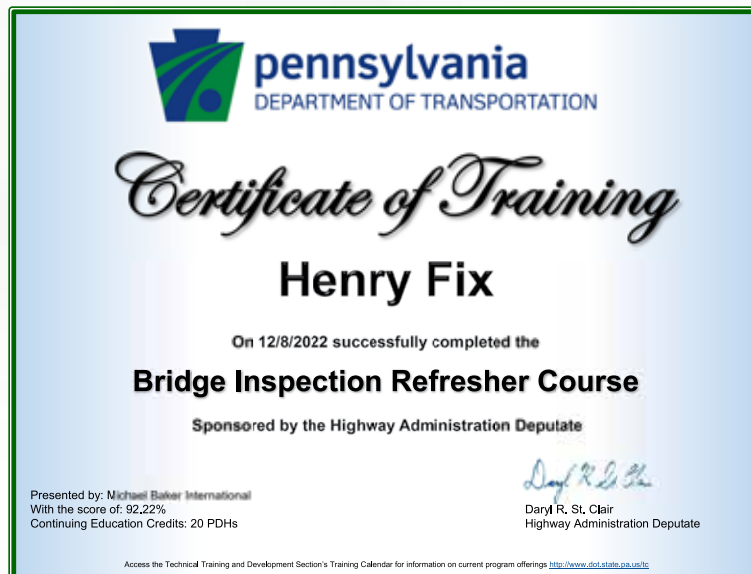 pennsylvania
DEPARTMENT OF TRANSPORTATION
Certificate of Training
Henry Fix
On 12/8/2022 successfully completed the
Bridge Inspection Refresher Course
Sponsored by the Highway Administration Deputate
Presented by: Michael Baker International
With the score of: 92.22%
Continuing Education Credits: 20 PDHs
Daryl R. St. Clair
Daryl R. St. Clair
Highway Administration Deputate
Access the Technical Training and Development Section's Training Calendar for information on current program offerings http://www.dot.state.pa.us/tc